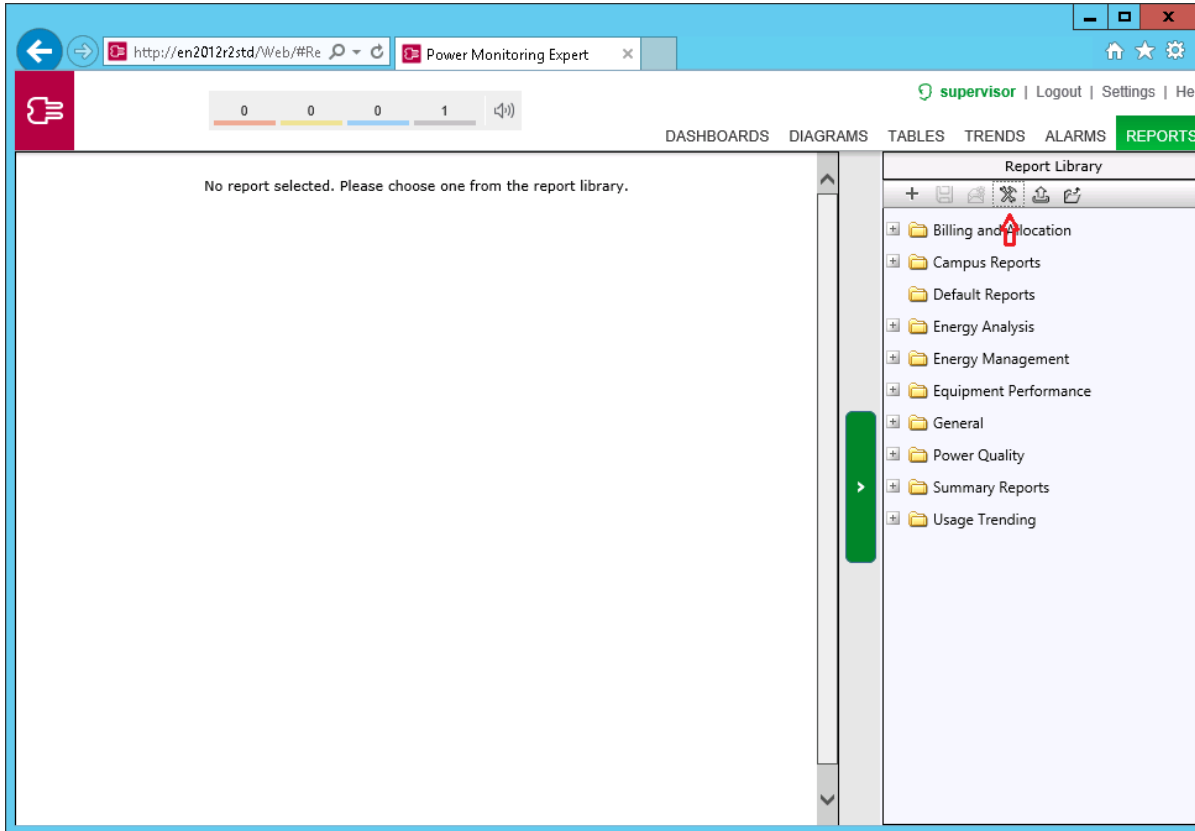 http://en2012r2std/Web/#Re
Power Monitoring Expert
supervisor | Logout | Settings | He
0 0 0 1
DASHBOARDS DIAGRAMS TABLES TRENDS ALARMS REPORTS
No report selected. Please choose one from the report library.
Report Library
Billing and Allocation
Campus Reports
Default Reports
Energy Analysis
Energy Management
Equipment Performance
General
Power Quality
Summary Reports
Usage Trending